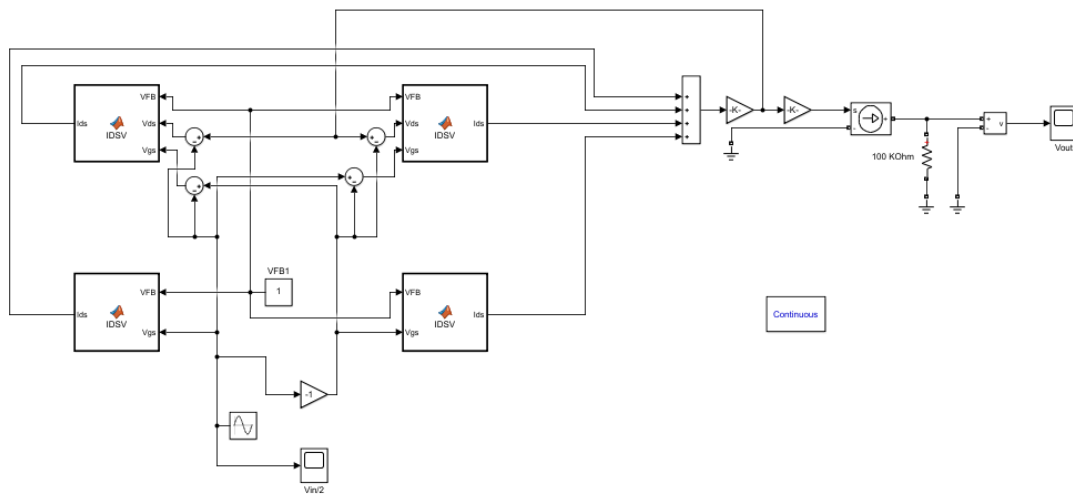 VFB
Vds
Vgs
Ids
IDSV
VFB
Vds
Vgs
Ids
IDSV
+
-
+
-
+
-
+
-
+
+
+
+
-K-
-K-
s
+
-
100 KOhm
+
-
v
Vout
VFB1
1
VFB
Vgs
Ids
IDSV
VFB
Vgs
Ids
IDSV
Continuous
-1
Vin/2